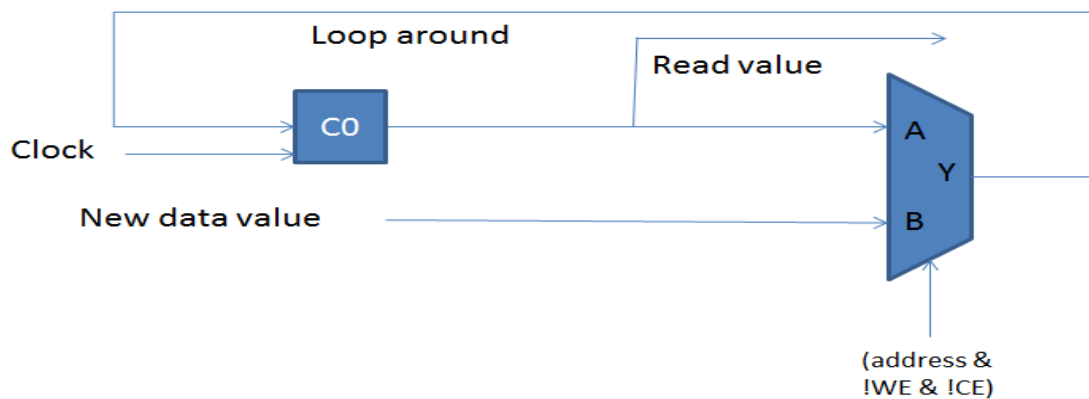 Loop around
Read value
C0
A
Clock
Y
New data value
B
(address &
!WE & !CE)